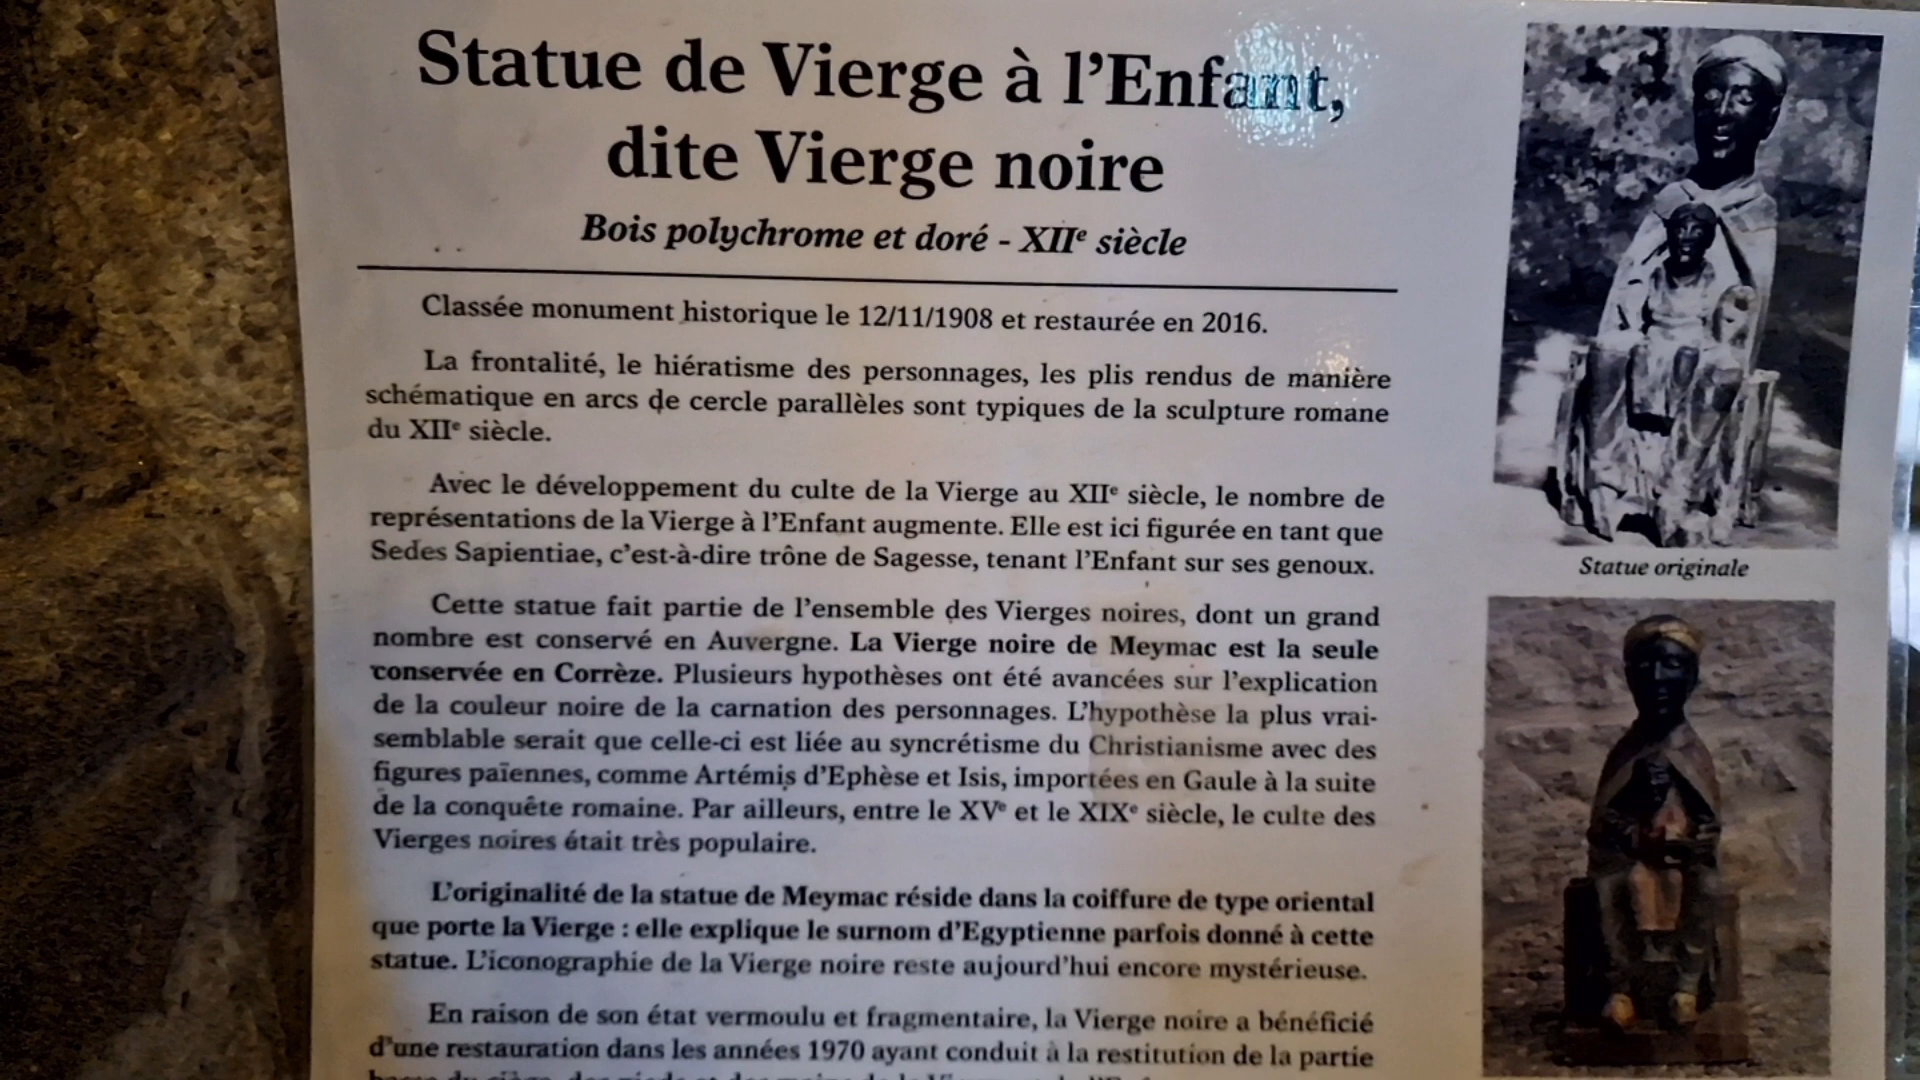 Statue de Vierge à l'Enfant,
dite Vierge noire
Bois polychrome et doré - XIIe siècle
Classée monument historique le 12/11/1908 et restaurée en 2016.
La frontalité, le hiératisme des personnages, les plis rendus de manière
schématique en arcs de cercle parallèles sont typiques de la sculpture romane
du XIIe siècle.
Avec le développement du culte de la Vierge au XIIe siècle, le nombre de
représentations de la Vierge à l'Enfant augmente. Elle est ici figurée en tant que
Sedes Sapientiae, c'est-à-dire trône de Sagesse, tenant l'Enfant sur ses genoux.
Cette statue fait partie de l'ensemble des Vierges noires, dont un grand
nombre est conservé en Auvergne. La Vierge noire de Meymac est la seule
conservée en Corrèze. Plusieurs hypothèses ont été avancées sur l'explication
de la couleur noire de la carnation des personnages. L'hypothèse la plus vrai-
semblable serait que celle-ci est liée au syncrétisme du Christianisme avec des
figures païennes, comme Artémis d'Ephèse et Isis, importées en Gaule à la suite
de la conquête romaine. Par ailleurs, entre le XVe et le XIXe siècle, le culte des
Vierges noires était très populaire.
L'originalité de la statue de Meymac réside dans la coiffure de type oriental
que porte la Vierge : elle explique le surnom d'Egyptienne parfois donné à cette
statue. L'iconographie de la Vierge noire reste aujourd'hui encore mystérieuse.
En raison de son état vermoulu et fragmentaire, la Vierge noire a bénéficié
d'une restauration dans les années 1970 ayant conduit à la restitution de la partie
Statue originale